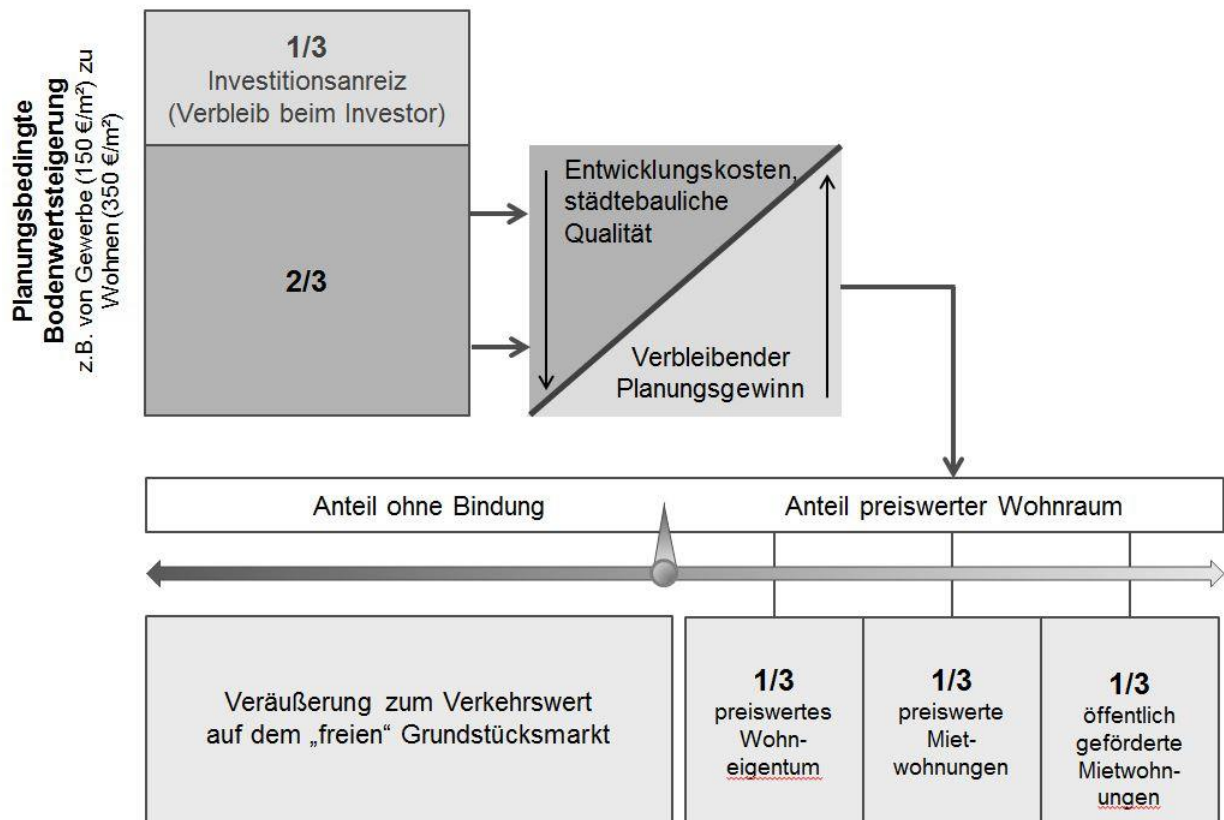 Planungsbedingte
Bodenwertsteigerung
z.B. von Gewerbe (150 €/m²) zu
Wohnen (350 €/m²)
1/3
Investitionsanreiz
(Verbleib beim Investor)
2/3
Entwicklungskosten,
städtebauliche
Qualität
Verbleibender
Planungsgewinn
Anteil ohne Bindung
Anteil preiswerter Wohnraum
Veräußerung zum Verkehrswert
auf dem „freien“ Grundstücksmarkt
1/3
preiswertes
Wohn-
eigentum
1/3
preiswerte
Miet-
wohnungen
1/3
öffentlich
geförderte
Mietwohn-
ungen